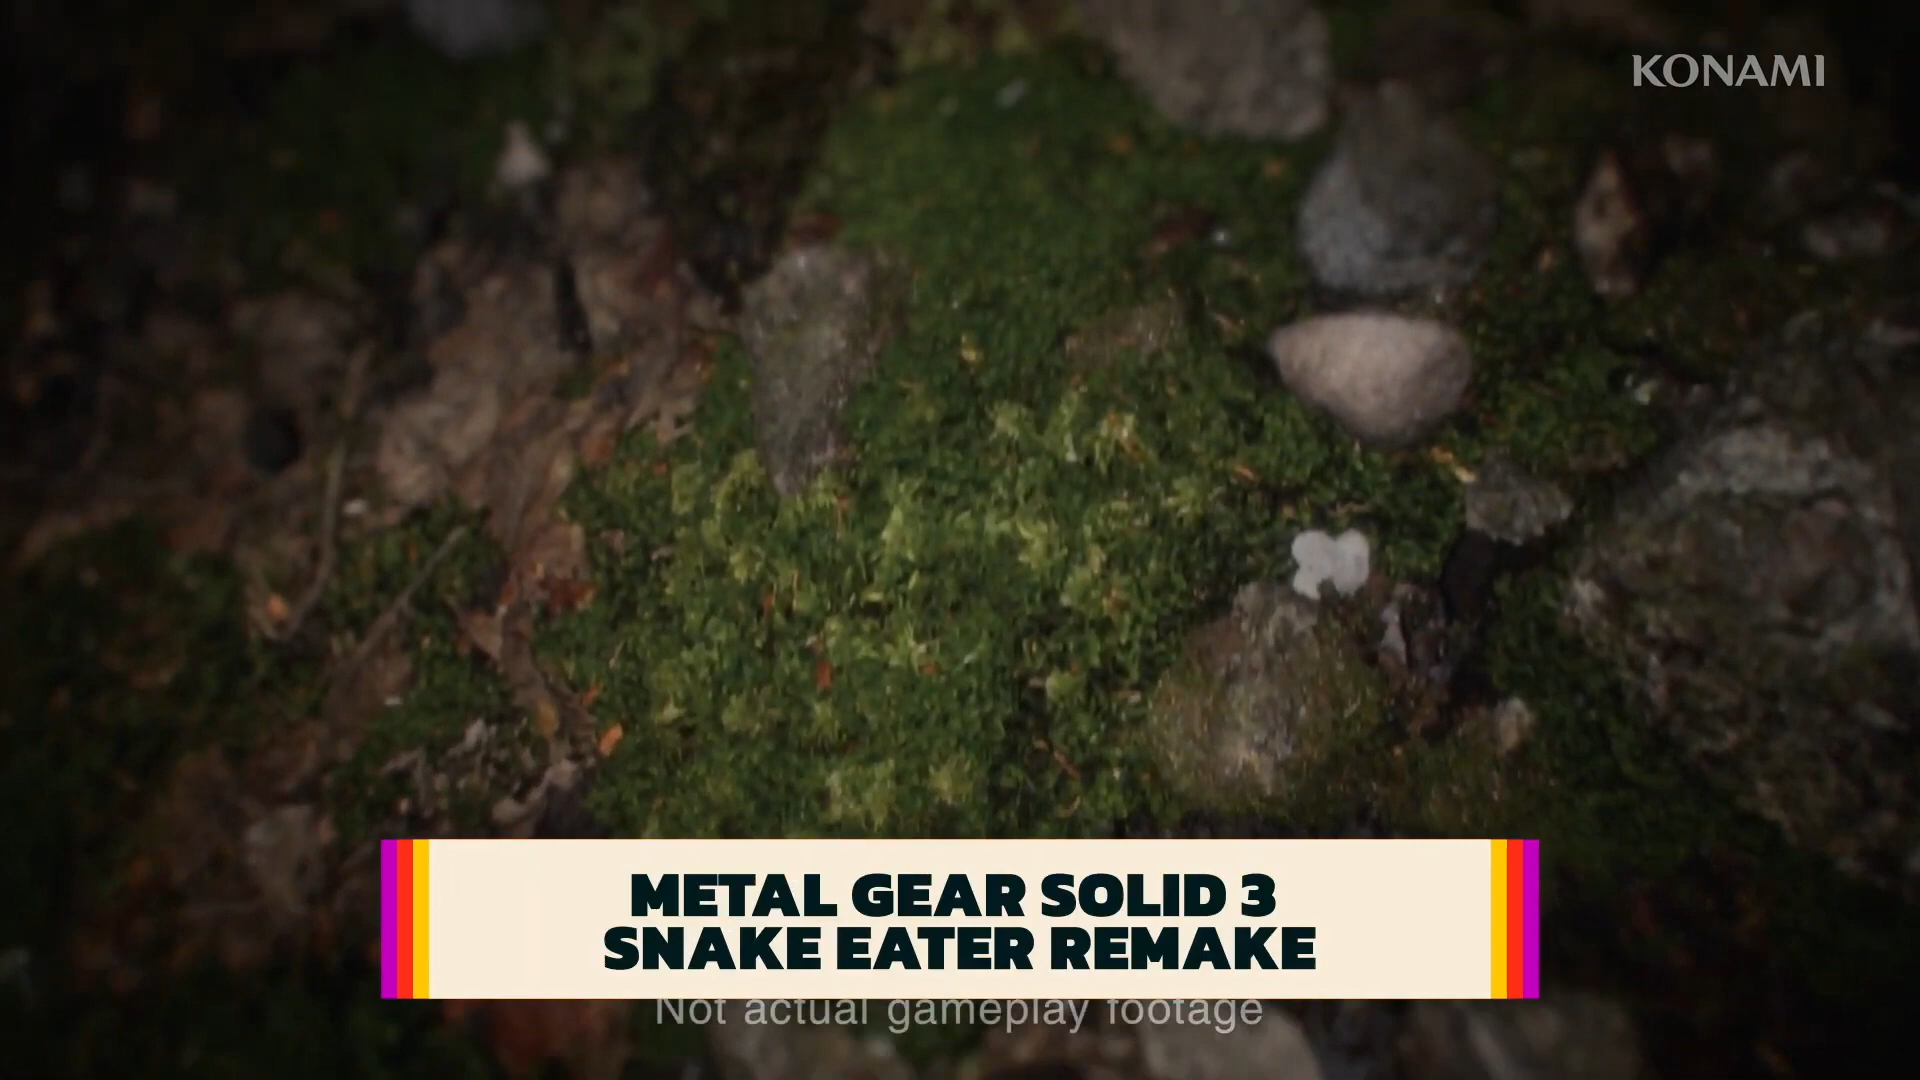 KONAMI
METAL GEAR SOLID 3
SNAKE EATER REMAKE
Not actual gameplay footage